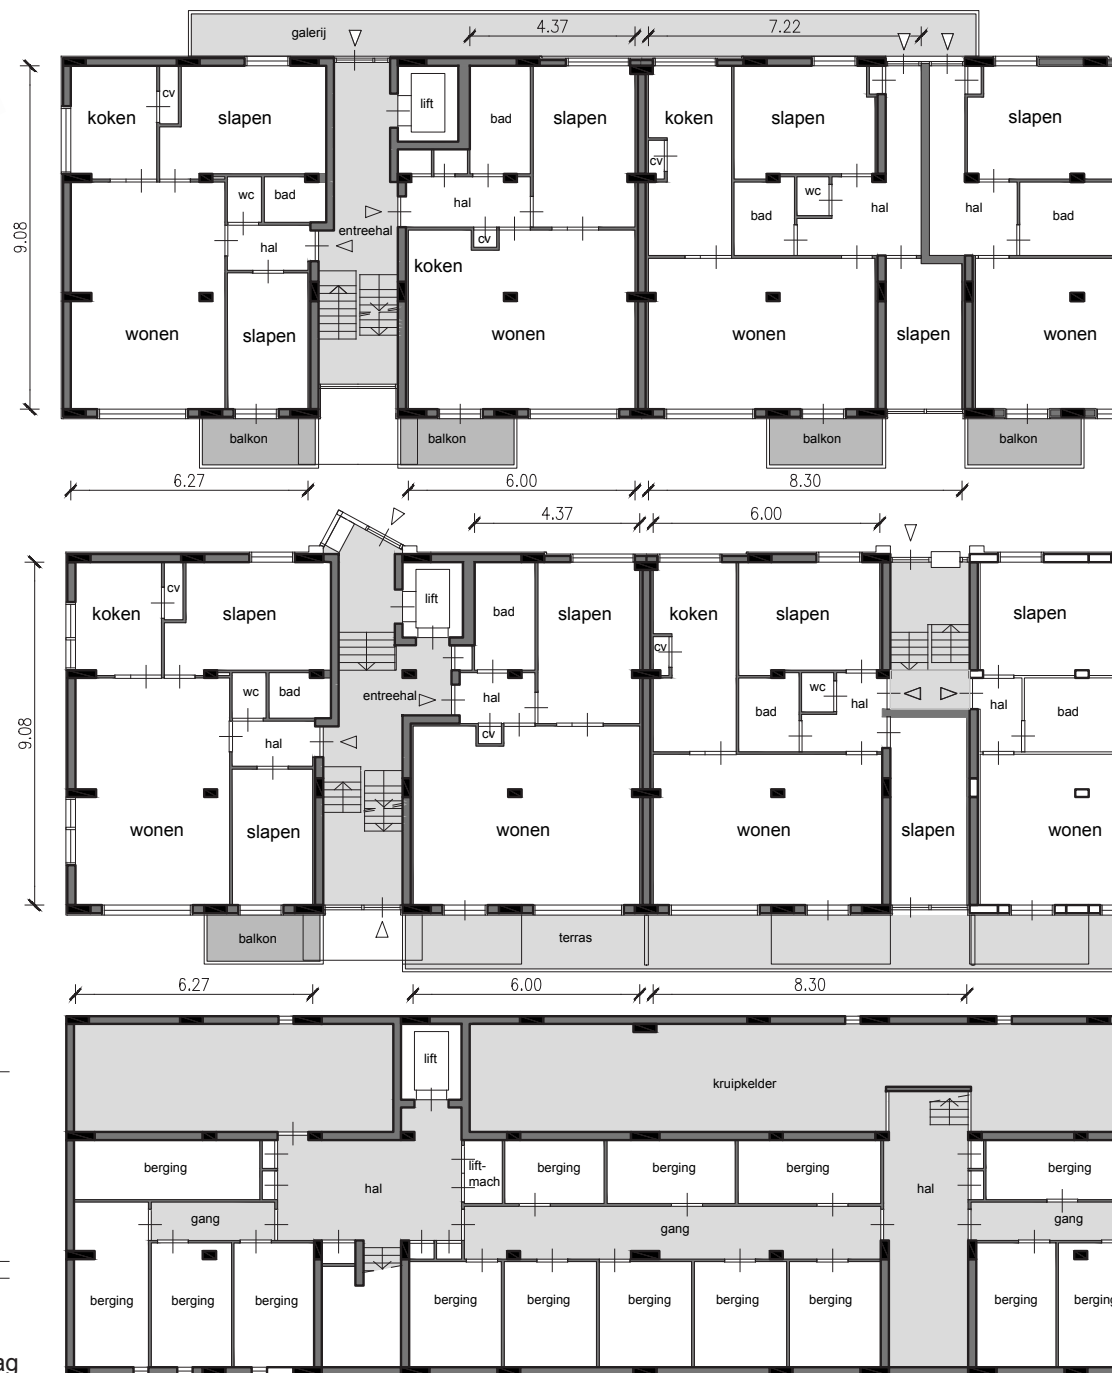 galerij
4.37 7.22
koken cv slapen lift bad slapen koken slapen slapen
cv
9.08
wc bad hal bad wc hal hal bad
entreehal
hal cv
koken
wonen slapen wonen wonen slapen wonen
balkon balkon balkon balkon
6.27 6.00 8.30
4.37 6.00
koken cv slapen lift bad slapen koken slapen slapen
cv
9.08
wc bad entreehal hal bad wc hal hal bad
hal cv
wonen slapen wonen wonen slapen wonen
balkon terras
6.27 6.00 8.30
lift kruipkelder
berging hal lift- berging berging berging hal berging
mach
gang gang gang
berging berging berging berging berging berging berging berging berging
ag